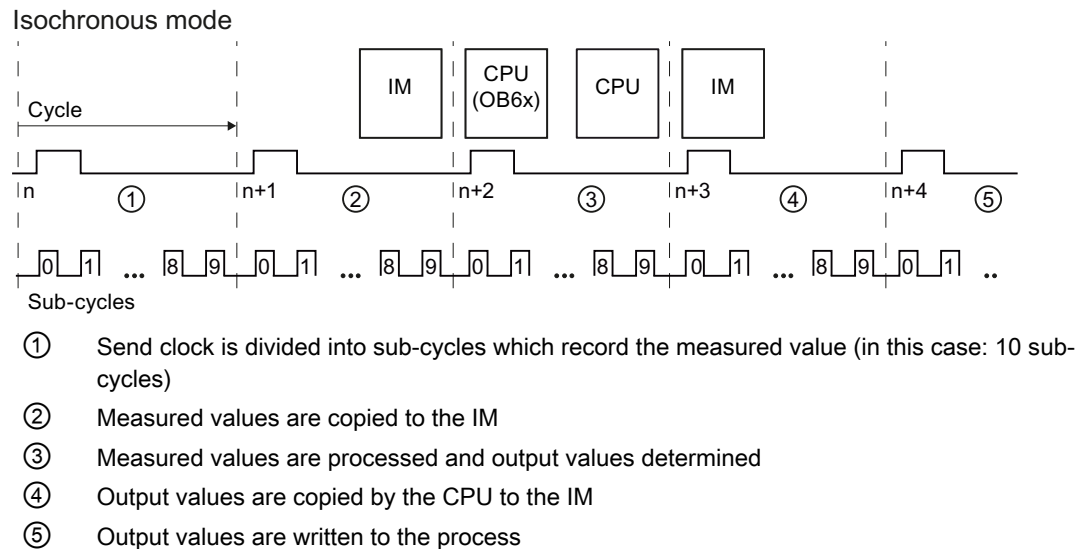 Isochronous mode
IM
CPU
(OB6x)
CPU
IM
Cycle
n ① n+1 ② n+2 ③ n+3 ④ n+4 ⑤
0 1 ... 8 9 0 1 ... 8 9 0 1 ... 8 9 0 1 ... 8 9 0 1 ..
Sub-cycles
① Send clock is divided into sub-cycles which record the measured value (in this case: 10 sub-
cycles)
② Measured values are copied to the IM
③ Measured values are processed and output values determined
④ Output values are copied by the CPU to the IM
⑤ Output values are written to the process